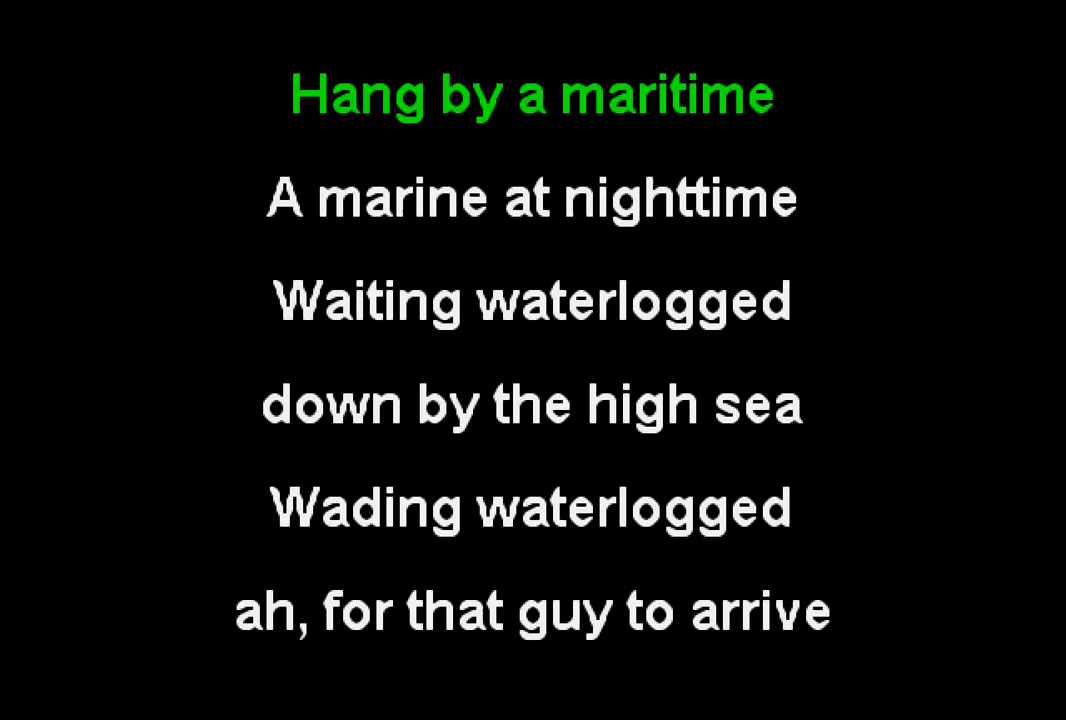 Hang by a maritime
A marine at nighttime
Waiting waterlogged
down by the high sea
Wading waterlogged
ah, for that guy to arrive